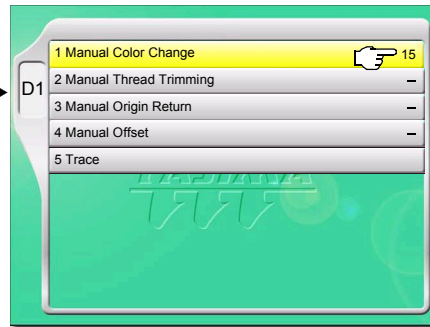 D1
1 Manual Color Change 15
2 Manual Thread Trimming –
3 Manual Origin Return –
4 Manual Offset –
5 Trace
TAJIMA